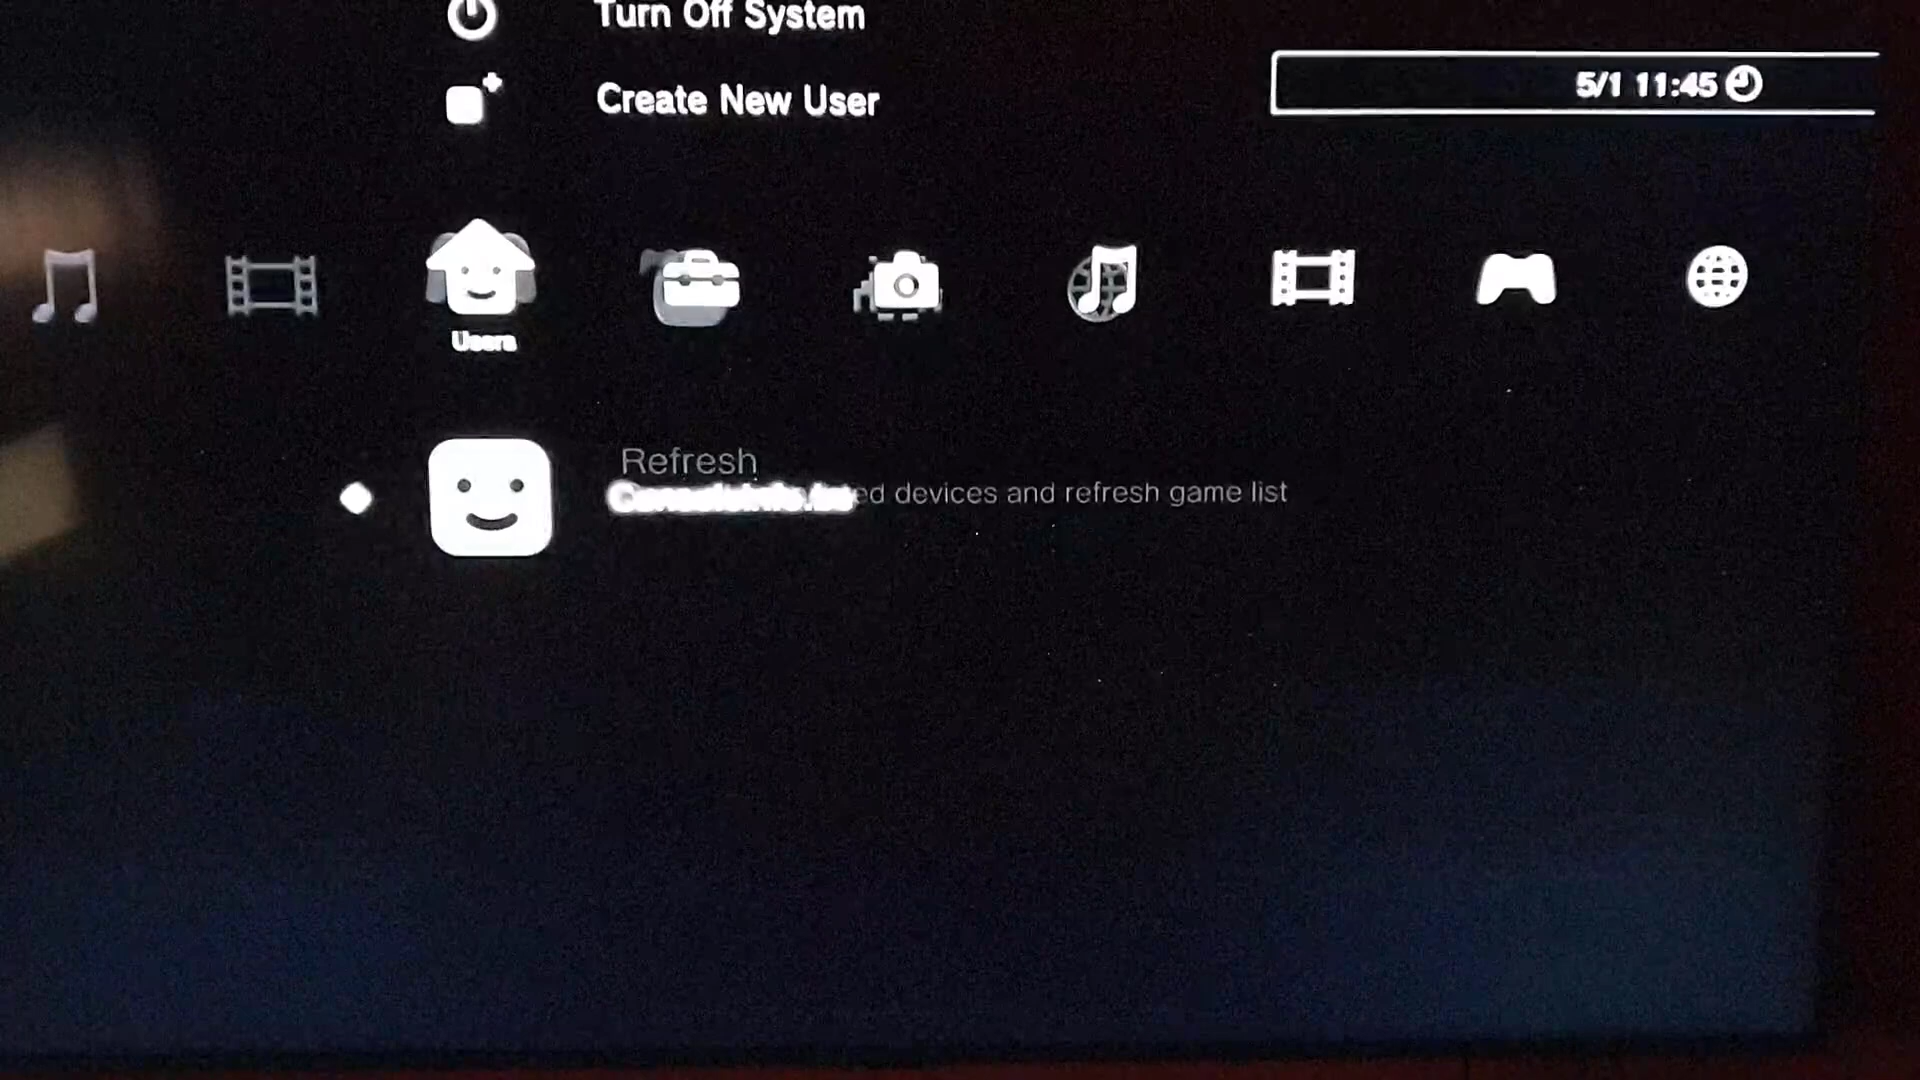 Turn Off System
Create New User
5/1 11:45
Users
Refresh
ed devices and refresh game list